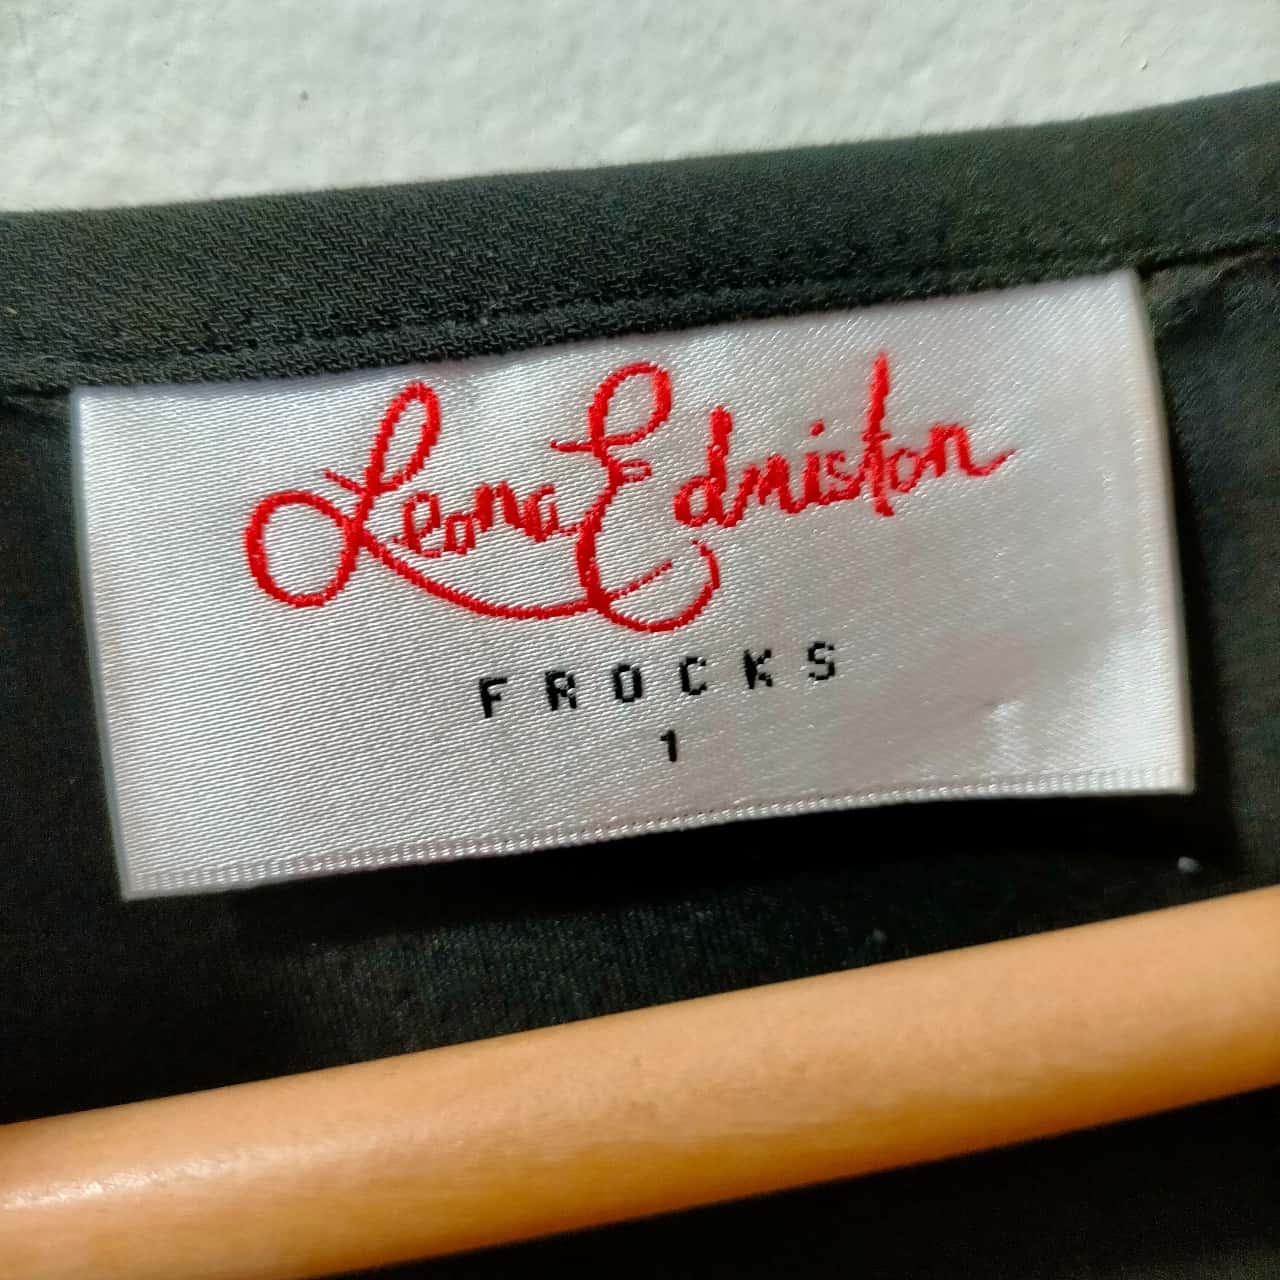 Leona Edmiston
FROCKS
1